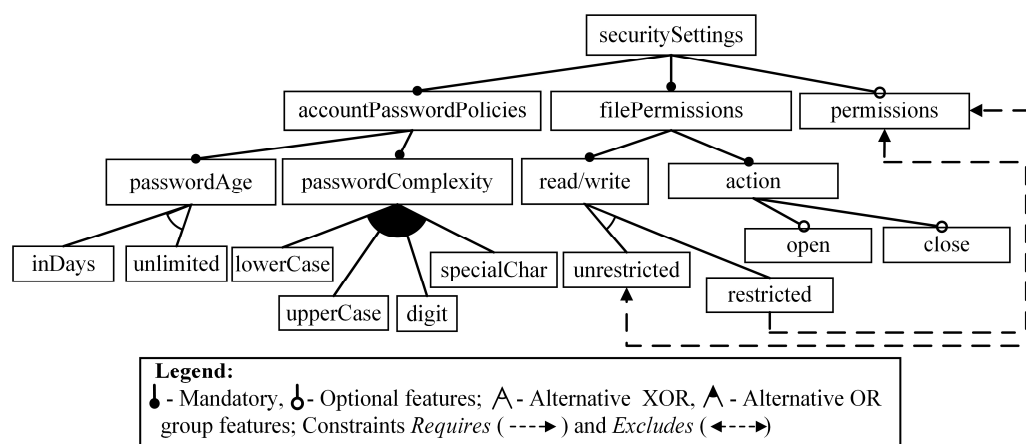 securitySettings
accountPasswordPolicies
filePermissions
permissions
passwordAge
passwordComplexity
read/write
action
open
close
inDays
unlimited
lowerCase
specialChar
unrestricted
restricted
upperCase
digit
Legend:
- Mandatory, - Optional features; - Alternative XOR, - Alternative OR
group features; Constraints Requires ( ) and Excludes ( )